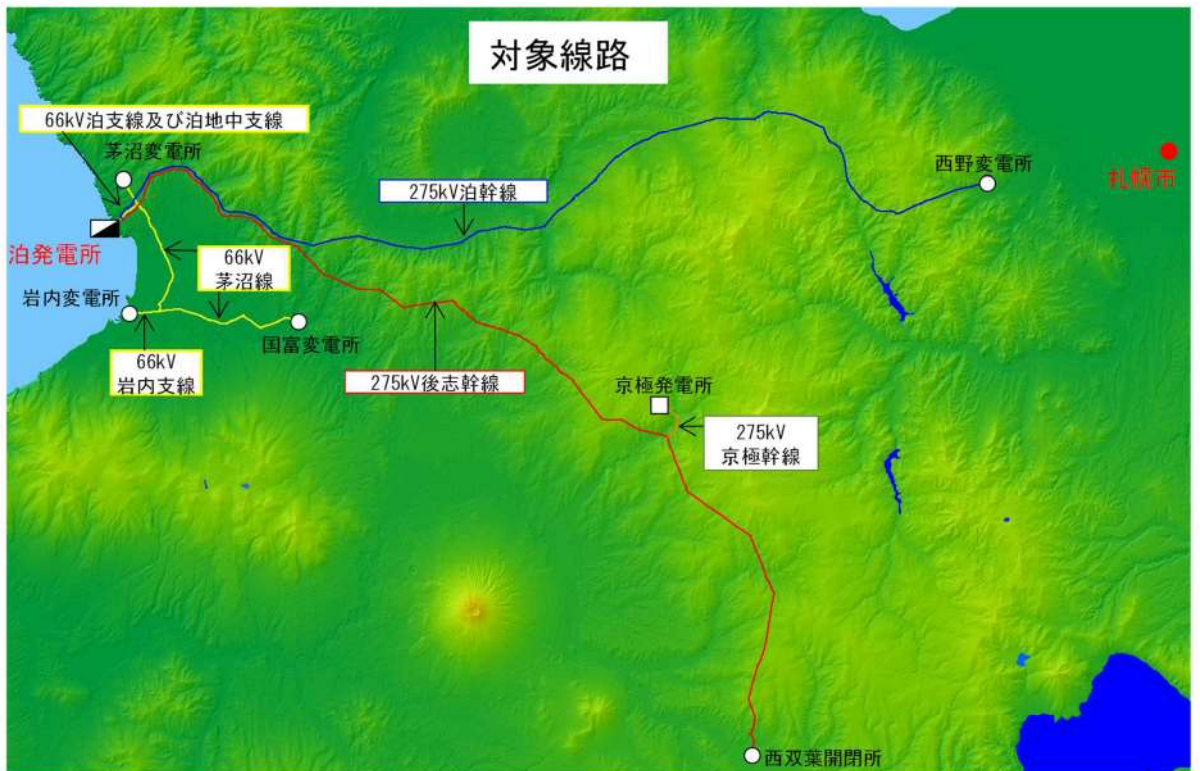 対象線路
66kV泊支線及び泊地中支線
茅沼変電所
西野変電所
札幌市
275kV泊幹線
泊発電所
66kV
茅沼線
岩内変電所
国富変電所
66kV
岩内支線
275kV後志幹線
京極発電所
275kV
京極幹線
西双葉開閉所